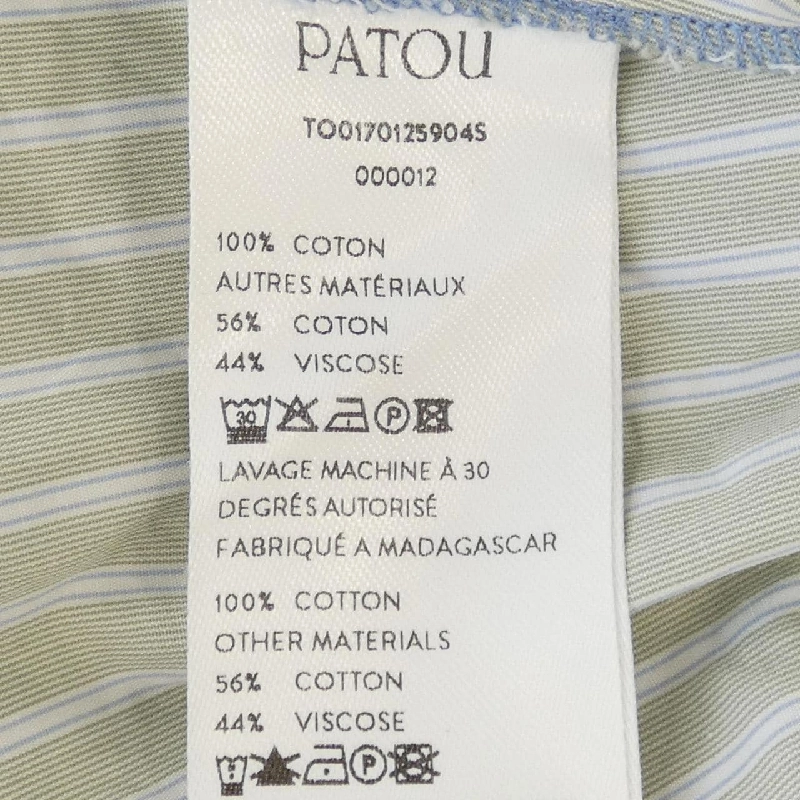 PATOU
TO0170125904S
000012
100% COTON
AUTRES MATÉRIAUX
56% COTON
44% VISCOSE
30 P
LAVAGE MACHINE À 30
DEGRÉS AUTORISÉ
FABRIQUÉ A MADAGASCAR
100% COTTON
OTHER MATERIALS
56% COTTON
44% VISCOSE
P